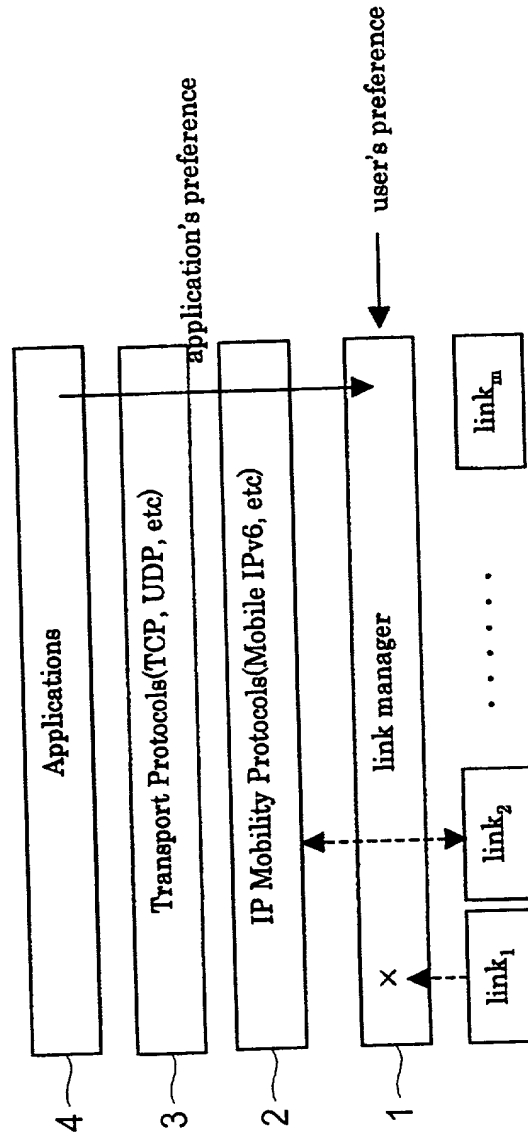 4
Applications
3
Transport Protocols(TCP, UDP, etc)
application's preference
2
IP Mobility Protocols(Mobile IPv6, etc)
1
×
link manager
user's preference
link₁
link₂
. . . . . . .
linkₘ